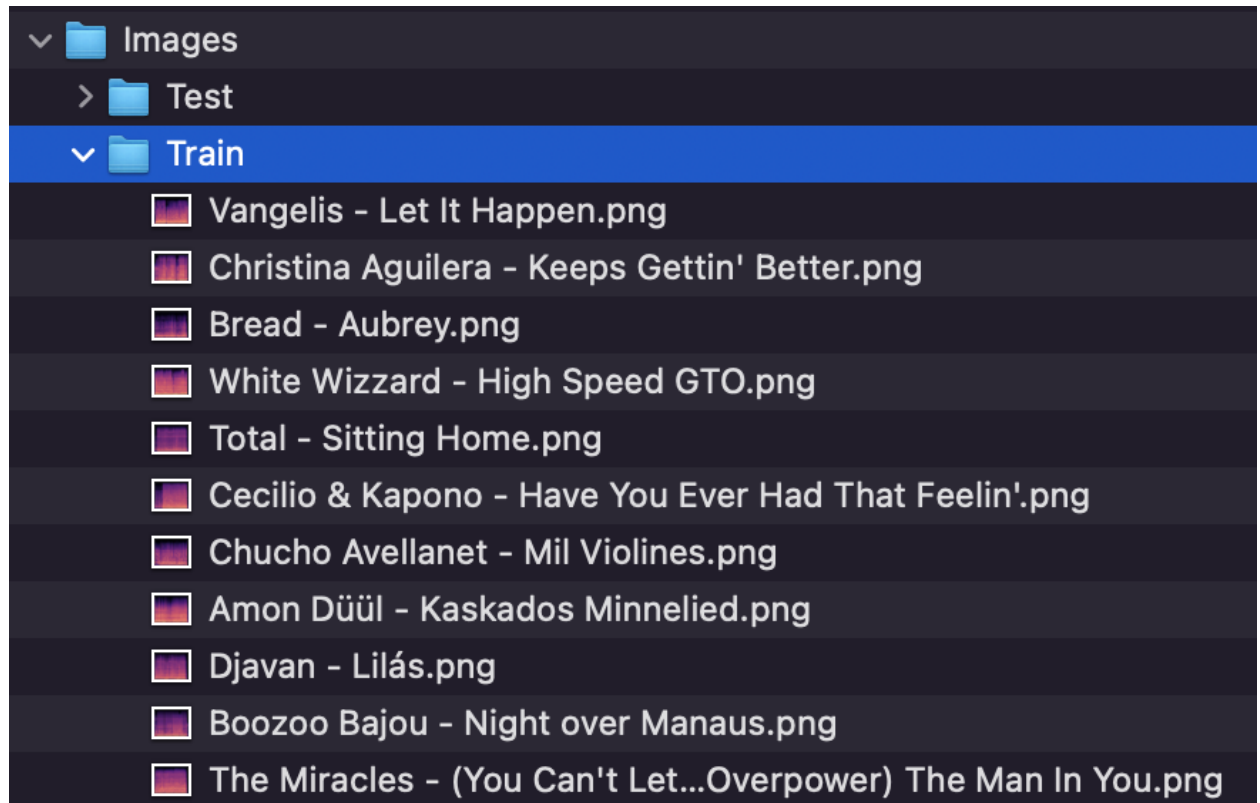 Images
Test
Train
Vangelis - Let It Happen.png
Christina Aguilera - Keeps Gettin' Better.png
Bread - Aubrey.png
White Wizzard - High Speed GTO.png
Total - Sitting Home.png
Cecilio & Kapono - Have You Ever Had That Feelin'.png
Chucho Avellanet - Mil Violines.png
Amon Düül - Kaskados Minnelied.png
Djavan - Lilás.png
Boozoo Bajou - Night over Manaus.png
The Miracles - (You Can't Let...Overpower) The Man In You.png